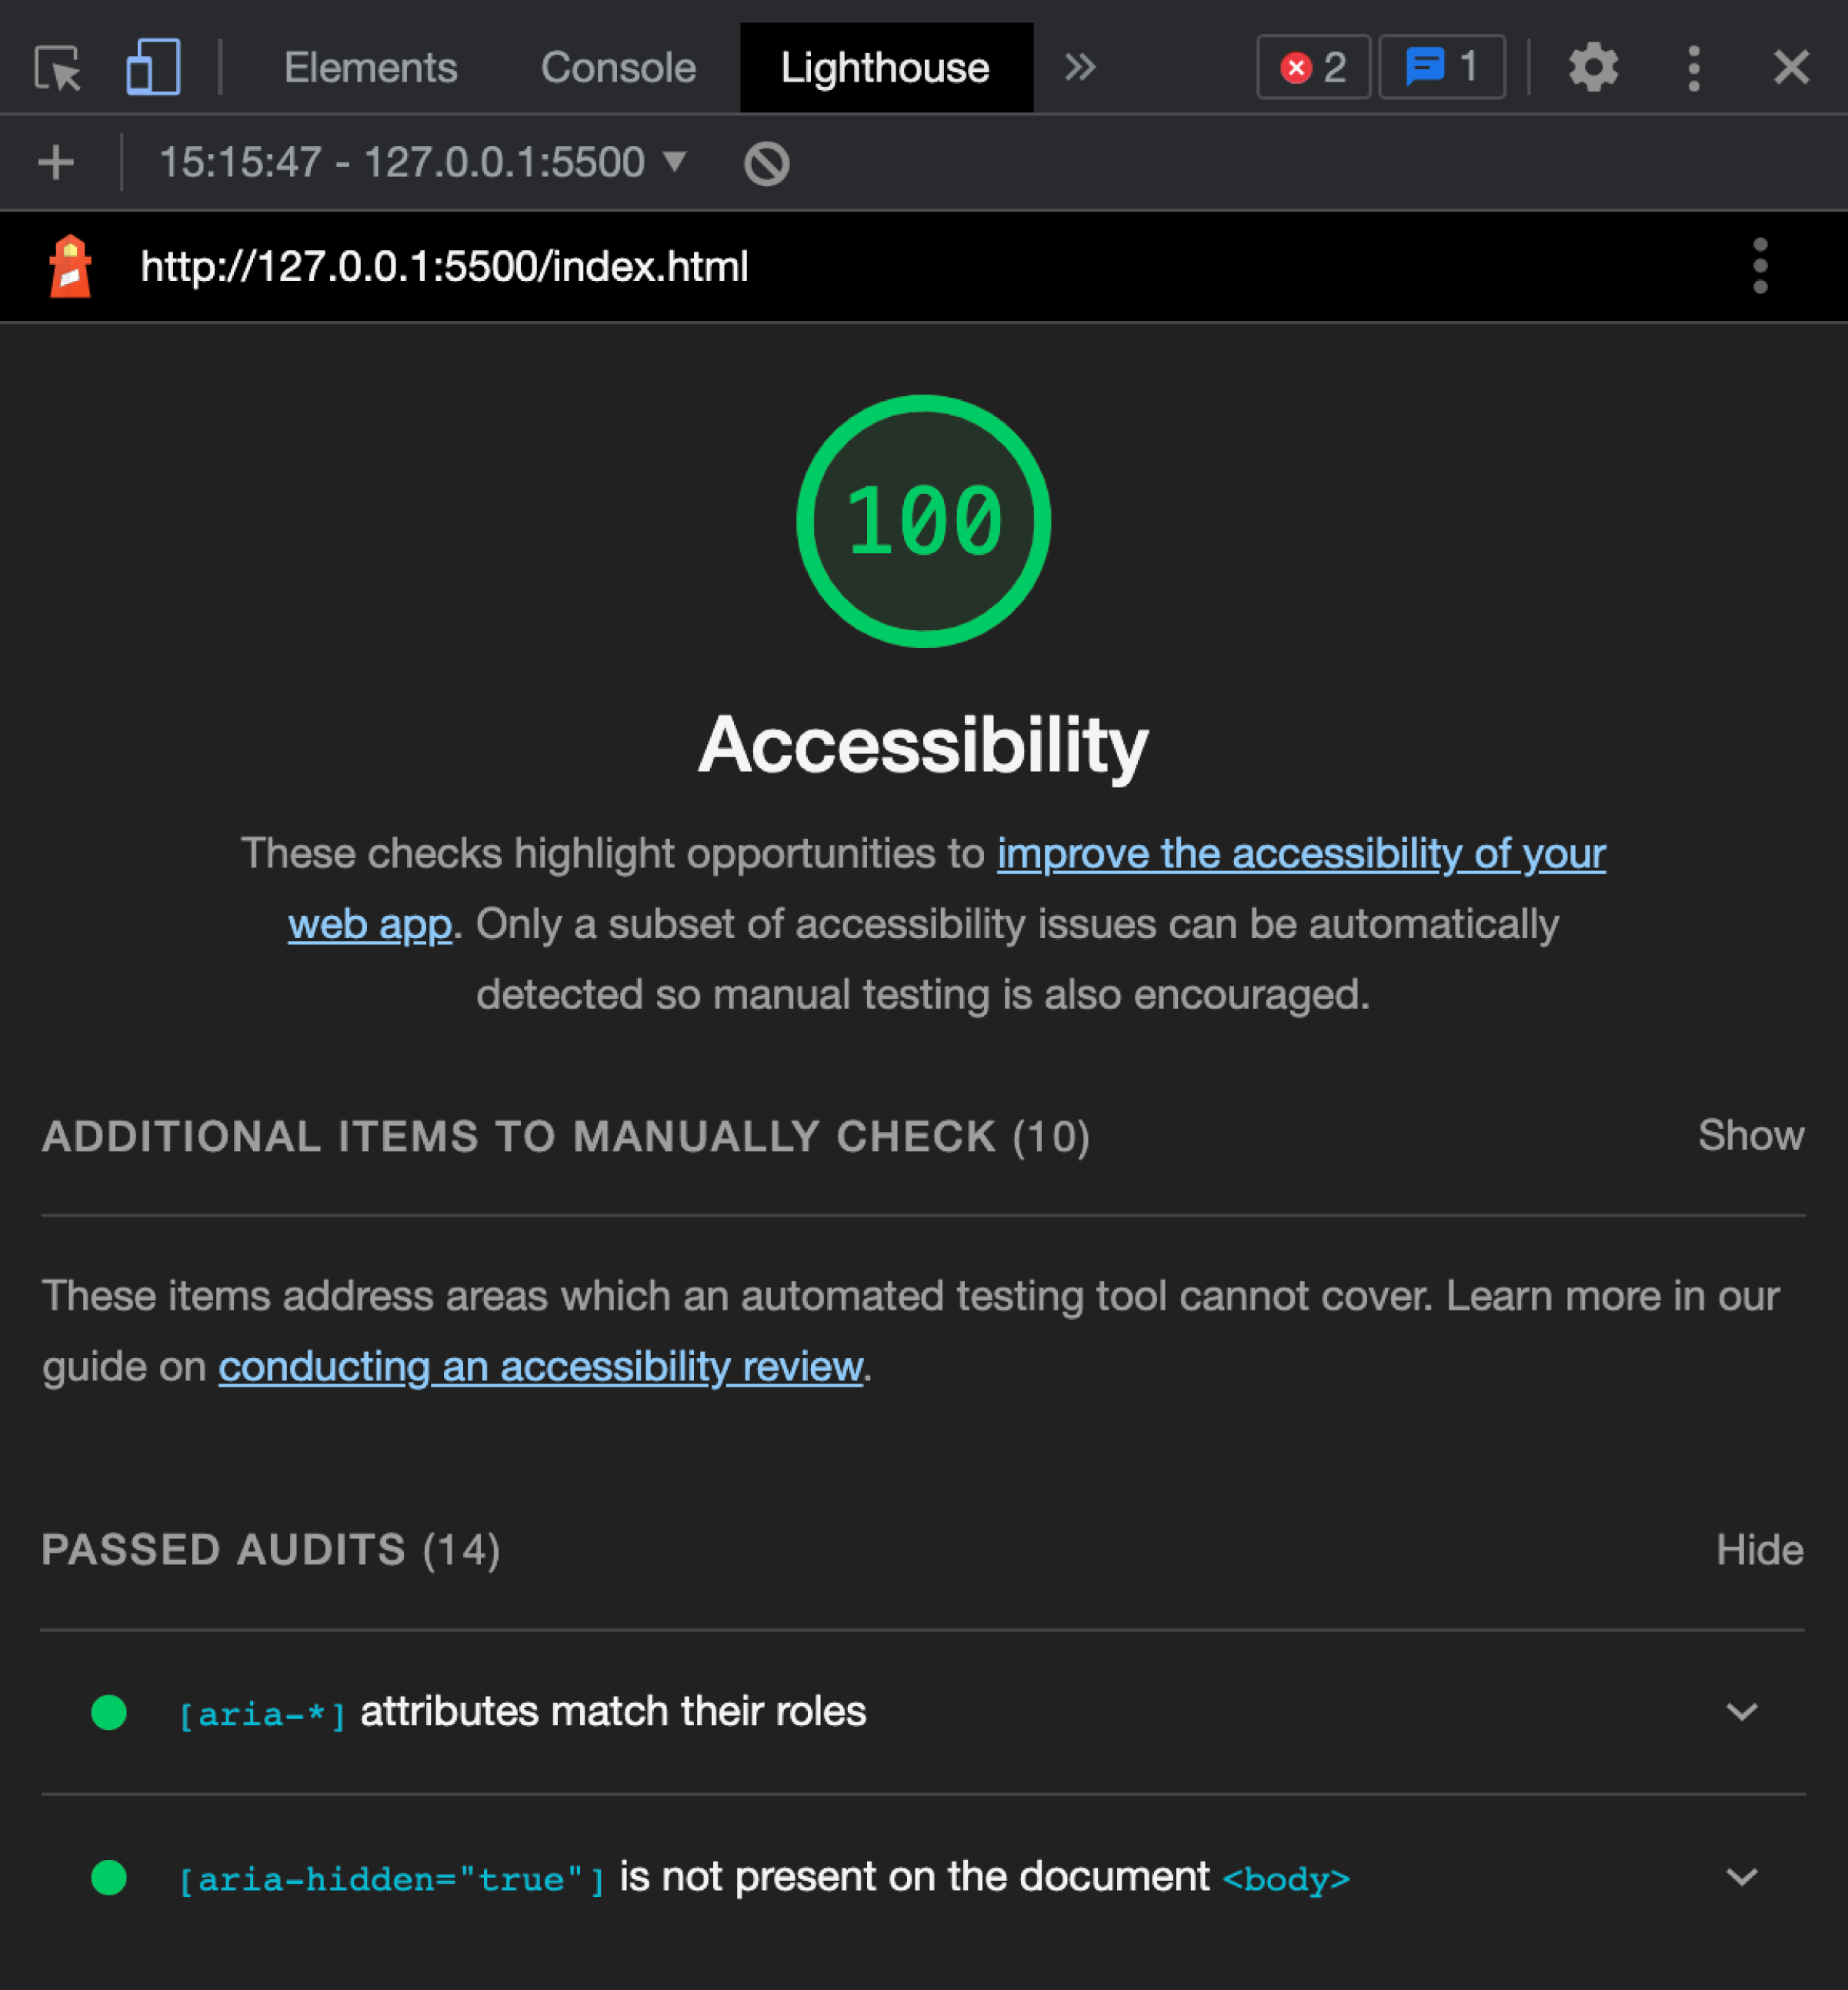 Elements Console Lighthouse 2 1
15:15:47 - 127.0.0.1:5500
http://127.0.0.1:5500/index.html
100
Accessibility
These checks highlight opportunities to improve the accessibility of your
web app. Only a subset of accessibility issues can be automatically
detected so manual testing is also encouraged.
ADDITIONAL ITEMS TO MANUALLY CHECK (10) Show
These items address areas which an automated testing tool cannot cover. Learn more in our
guide on conducting an accessibility review.
PASSED AUDITS (14) Hide
[aria-*] attributes match their roles
[aria-hidden="true"] is not present on the document <body>